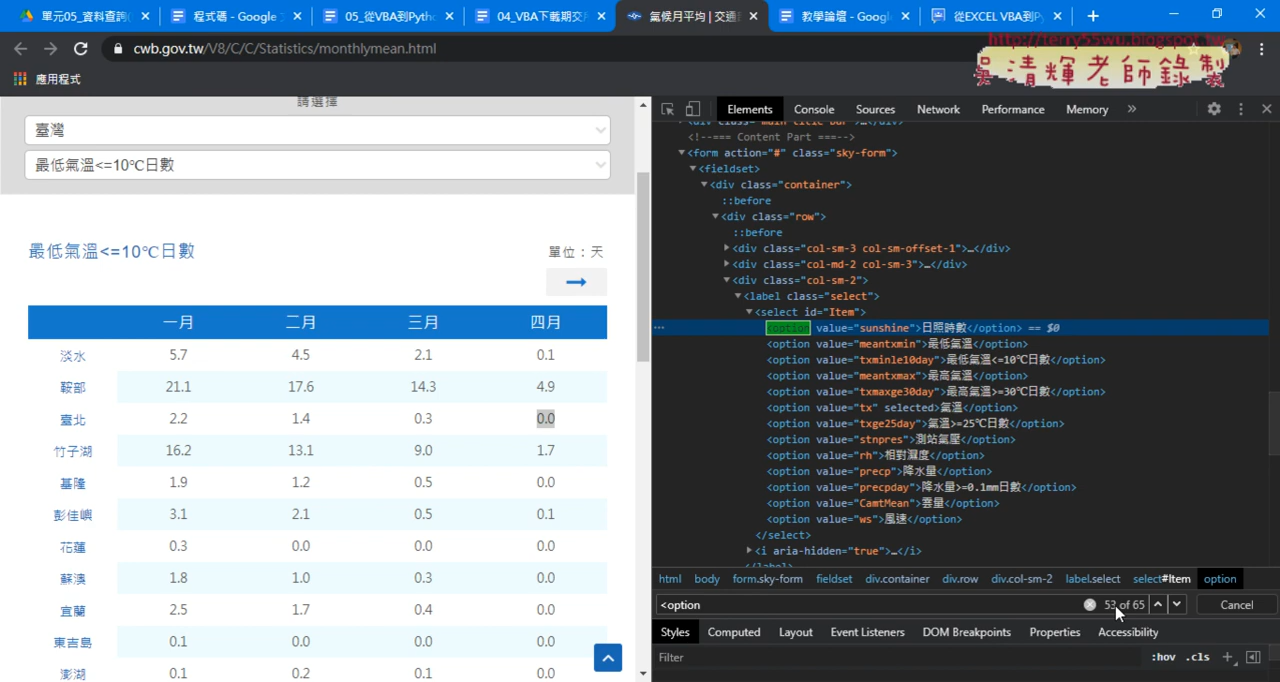 單元05_資料查詢(
程式碼 - Google
05_從VBA到Pytho
04_VBA下載期交
氣候月平均 | 交通
教學論壇 - Googl
從EXCEL VBA到P
cwb.gov.tw/V8/C/C/Statistics/monthlymean.html
http://terry55wu.blogspot.tw
吳清輝老師錄製
應用程式
請選擇
臺灣
最低氣溫<=10℃日數
最低氣溫<=10℃日數
單位：天
一月 二月 三月 四月
淡水 5.7 4.5 2.1 0.1
鞍部 21.1 17.6 14.3 4.9
臺北 2.2 1.4 0.3 0.0
竹子湖 16.2 13.1 9.0 1.7
基隆 1.9 1.2 0.5 0.0
彭佳嶼 3.1 2.1 0.5 0.1
花蓮 0.3 0.0 0.0 0.0
蘇澳 1.8 1.0 0.3 0.0
宜蘭 2.5 1.7 0.4 0.0
東吉島 0.1 0.0 0.0 0.0
澎湖 0.1 0.2 0.1 0.0
Elements Console Sources Network Performance Memory »
<!--=== Content Part ===-->
<form action="#" class="sky-form">
<fieldset>
<div class="container">
::before
<div class="row">
::before
<div class="col-sm-3 col-sm-offset-1">…</div>
<div class="col-md-2 col-sm-3">…</div>
<div class="col-sm-2">
<label class="select">
<select id="Item">
<option value="sunshine">日照時數</option> == $0
<option value="meantxmin">最低氣溫</option>
<option value="txminle10day">最低氣溫<=10℃日數</option>
<option value="meantxmax">最高氣溫</option>
<option value="txmaxge30day">最高氣溫>=30℃日數</option>
<option value="tx" selected>氣溫</option>
<option value="txge25day">氣溫>=25℃日數</option>
<option value="stnpres">測站氣壓</option>
<option value="rh">相對濕度</option>
<option value="precp">降水量</option>
<option value="precpday">降水量>=0.1mm日數</option>
<option value="CamtMean">雲量</option>
<option value="ws">風速</option>
</select>
<i aria-hidden="true">…</i>
html body form.sky-form fieldset div.container div.row div.col-sm-2 label.select select#Item option
<option 53 of 65 Cancel
Styles Computed Layout Event Listeners DOM Breakpoints Properties Accessibility
Filter :hov .cls +